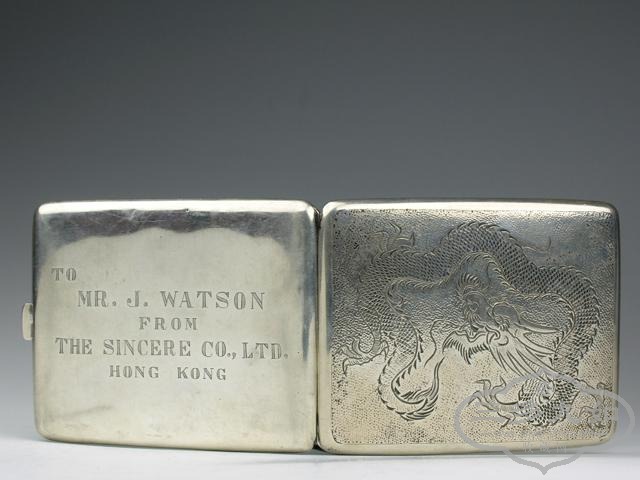 TO
MR. J. WATSON
FROM
THE SINCERE CO., LTD.
HONG KONG